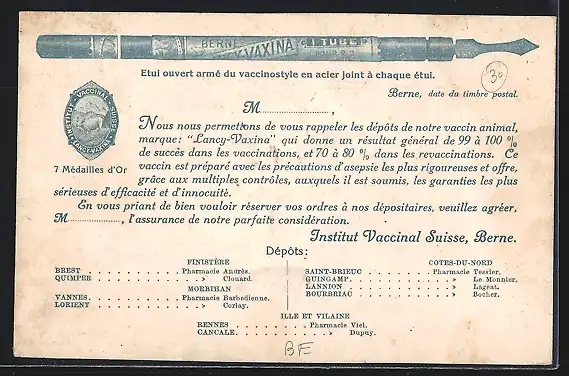 BERNE
LANCY-VAXINA 1 TUBE
Etui ouvert armé du vaccinostyle en acier joint à chaque étui.
30
VACCINA SUISSE LANCY-VAXINA
Berne, date du timbre postal.
M....................,
Nous nous permettons de vous rappeler les dépôts de notre vaccin animal,
marque: "Lancy-Vaxina" qui donne un résultat général de 99 à 100 %
de succès dans les vaccinations, et 70 à 80 % dans les revaccinations. Ce
7 Médailles d'Or vaccin est préparé avec les précautions d'asepsie les plus rigoureuses et offre,
grâce aux multiples contrôles, auxquels il est soumis, les garanties les plus
sérieuses d'efficacité et d'innocuité.
En vous priant de bien vouloir réserver vos ordres à nos dépositaires, veuillez agréer,
M..................., l'assurance de notre parfaite considération.
Institut Vaccinal Suisse, Berne.
Dépôts:
FINISTÈRE
BREST . . . . . . . . . . . Pharmacie Andrés.
QUIMPER . . . . . . . . . . » Clouard.
MORBIHAN
VANNES. . . . . . . . . . . Pharmacie Barbedienne.
LORIENT . . . . . . . . . . » Corlay.
COTES-DU-NORD
SAINT-BRIEUC . . . . . . . . Pharmacie Tessier.
GUINGAMP . . . . . . . . . . » Le Monnier.
LANNION . . . . . . . . . . » Lageat.
BOURBRIAC . . . . . . . . . » Bocher.
ILLE ET VILAINE
RENNES . . . . . . . . . . . Pharmacie Viel.
CANCALE. . . . . . . . . . . » Dupuy.
BF